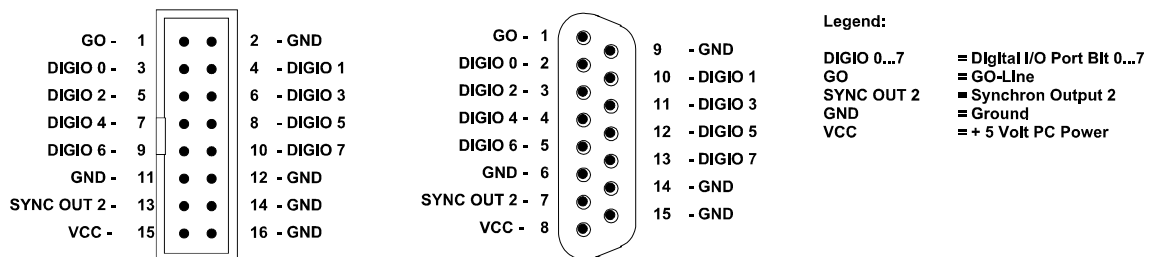 GO - 1 2 - GND
DIGIO 0 - 3 4 - DIGIO 1
DIGIO 2 - 5 6 - DIGIO 3
DIGIO 4 - 7 8 - DIGIO 5
DIGIO 6 - 9 10 - DIGIO 7
GND - 11 12 - GND
SYNC OUT 2 - 13 14 - GND
VCC - 15 16 - GND
GO - 1
9 - GND
DIGIO 0 - 2
10 - DIGIO 1
DIGIO 2 - 3
11 - DIGIO 3
DIGIO 4 - 4
12 - DIGIO 5
DIGIO 6 - 5
13 - DIGIO 7
GND - 6
14 - GND
SYNC OUT 2 - 7
15 - GND
VCC - 8
Legend:
DIGIO 0...7 = Digital I/O Port Bit 0...7
GO = GO-Line
SYNC OUT 2 = Synchron Output 2
GND = Ground
VCC = + 5 Volt PC Power